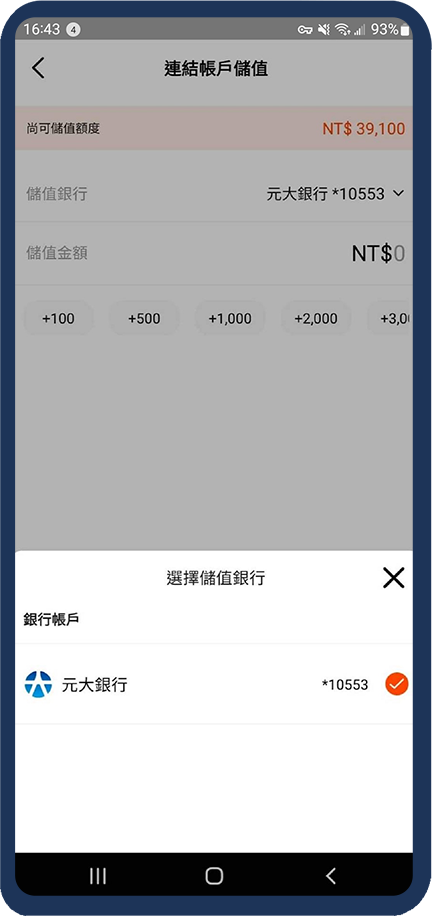 16:43 4 93%
連結帳戶儲值
尚可儲值額度 NT$ 39,100
儲值銀行 元大銀行 *10553
儲值金額 NT$0
+100 +500 +1,000 +2,000 +3,0
選擇儲值銀行
銀行帳戶
元大銀行 *10553